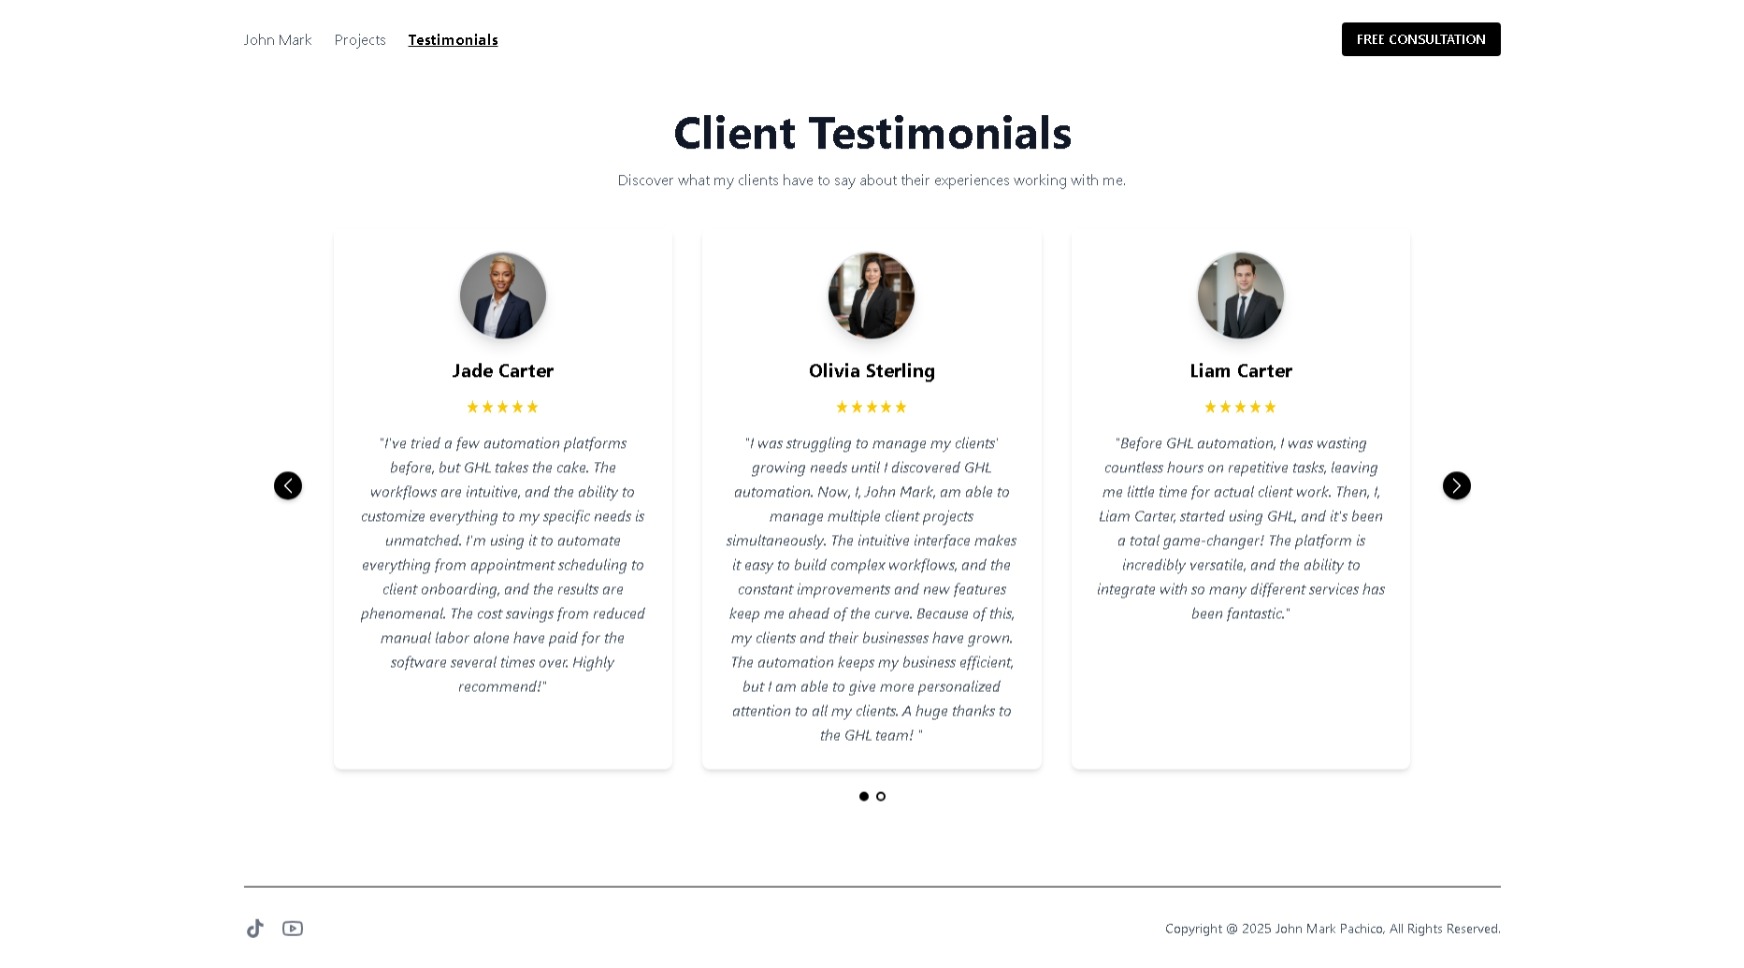 John Mark Projects Testimonials FREE CONSULTATION
Client Testimonials
Discover what my clients have to say about their experiences working with me.
Jade Carter
★★★★★
"I've tried a few automation platforms
before, but GHL takes the cake. The
workflows are intuitive, and the ability to
customize everything to my specific needs is
unmatched. I'm using it to automate
everything from appointment scheduling to
client onboarding, and the results are
phenomenal. The cost savings from reduced
manual labor alone have paid for the
software several times over. Highly
recommend!"
Olivia Sterling
★★★★★
"I was struggling to manage my clients'
growing needs until I discovered GHL
automation. Now, I, John Mark, am able to
manage multiple client projects
simultaneously. The intuitive interface makes
it easy to build complex workflows, and the
constant improvements and new features
keep me ahead of the curve. Because of this,
my clients and their businesses have grown.
The automation keeps my business efficient,
but I am able to give more personalized
attention to all my clients. A huge thanks to
the GHL team! "
Liam Carter
★★★★★
"Before GHL automation, I was wasting
countless hours on repetitive tasks, leaving
me little time for actual client work. Then, I,
Liam Carter, started using GHL, and it's been
a total game-changer! The platform is
incredibly versatile, and the ability to
integrate with so many different services has
been fantastic."
Copyright @ 2025 John Mark Pachico, All Rights Reserved.